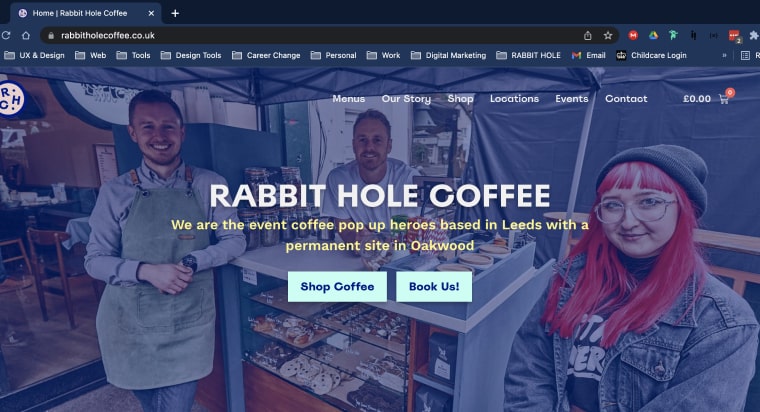 Home | Rabbit Hole Coffee
rabbitholecoffee.co.uk
UX & Design Web Tools Design Tools Career Change Personal Work Digital Marketing RABBIT HOLE Email Childcare Login » R
RH
CH
Menus Our Story Shop Locations Events Contact £0.00 0
RABBIT HOLE COFFEE
We are the event coffee pop up heroes based in Leeds with a
permanent site in Oakwood
Shop Coffee Book Us!